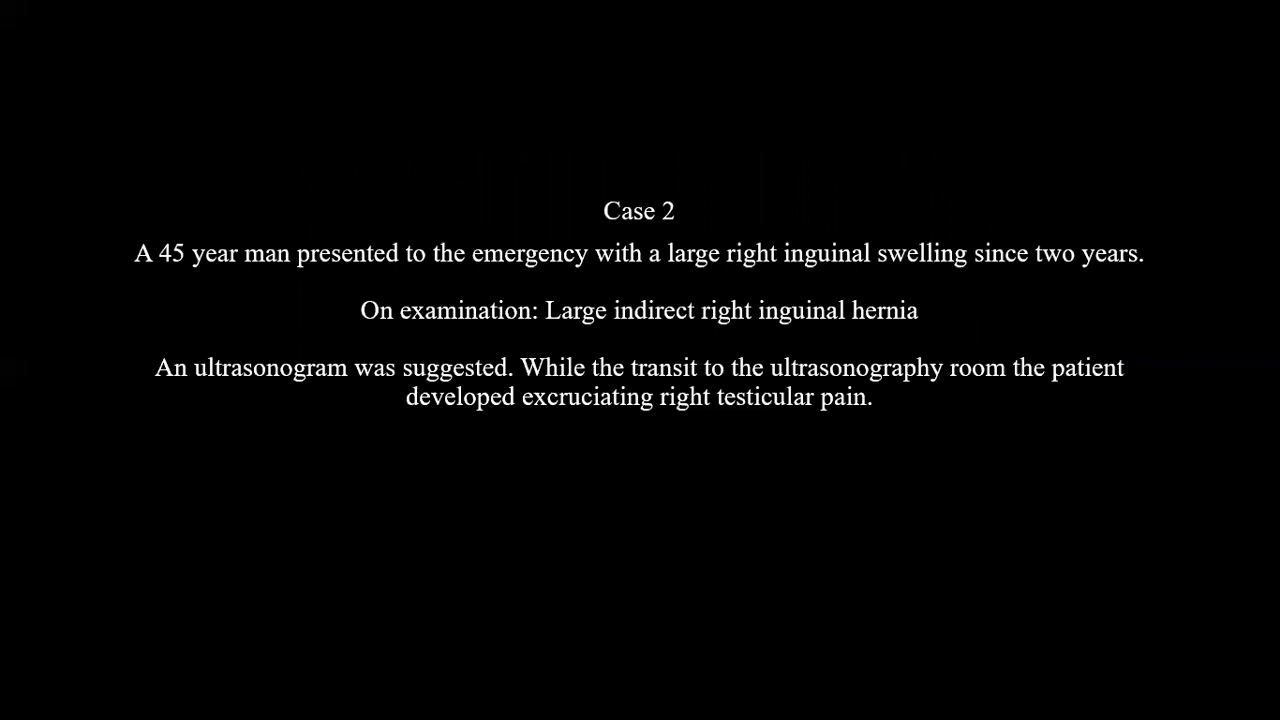 Case 2
A 45 year man presented to the emergency with a large right inguinal swelling since two years.
On examination: Large indirect right inguinal hernia
An ultrasonogram was suggested. While the transit to the ultrasonography room the patient
developed excruciating right testicular pain.